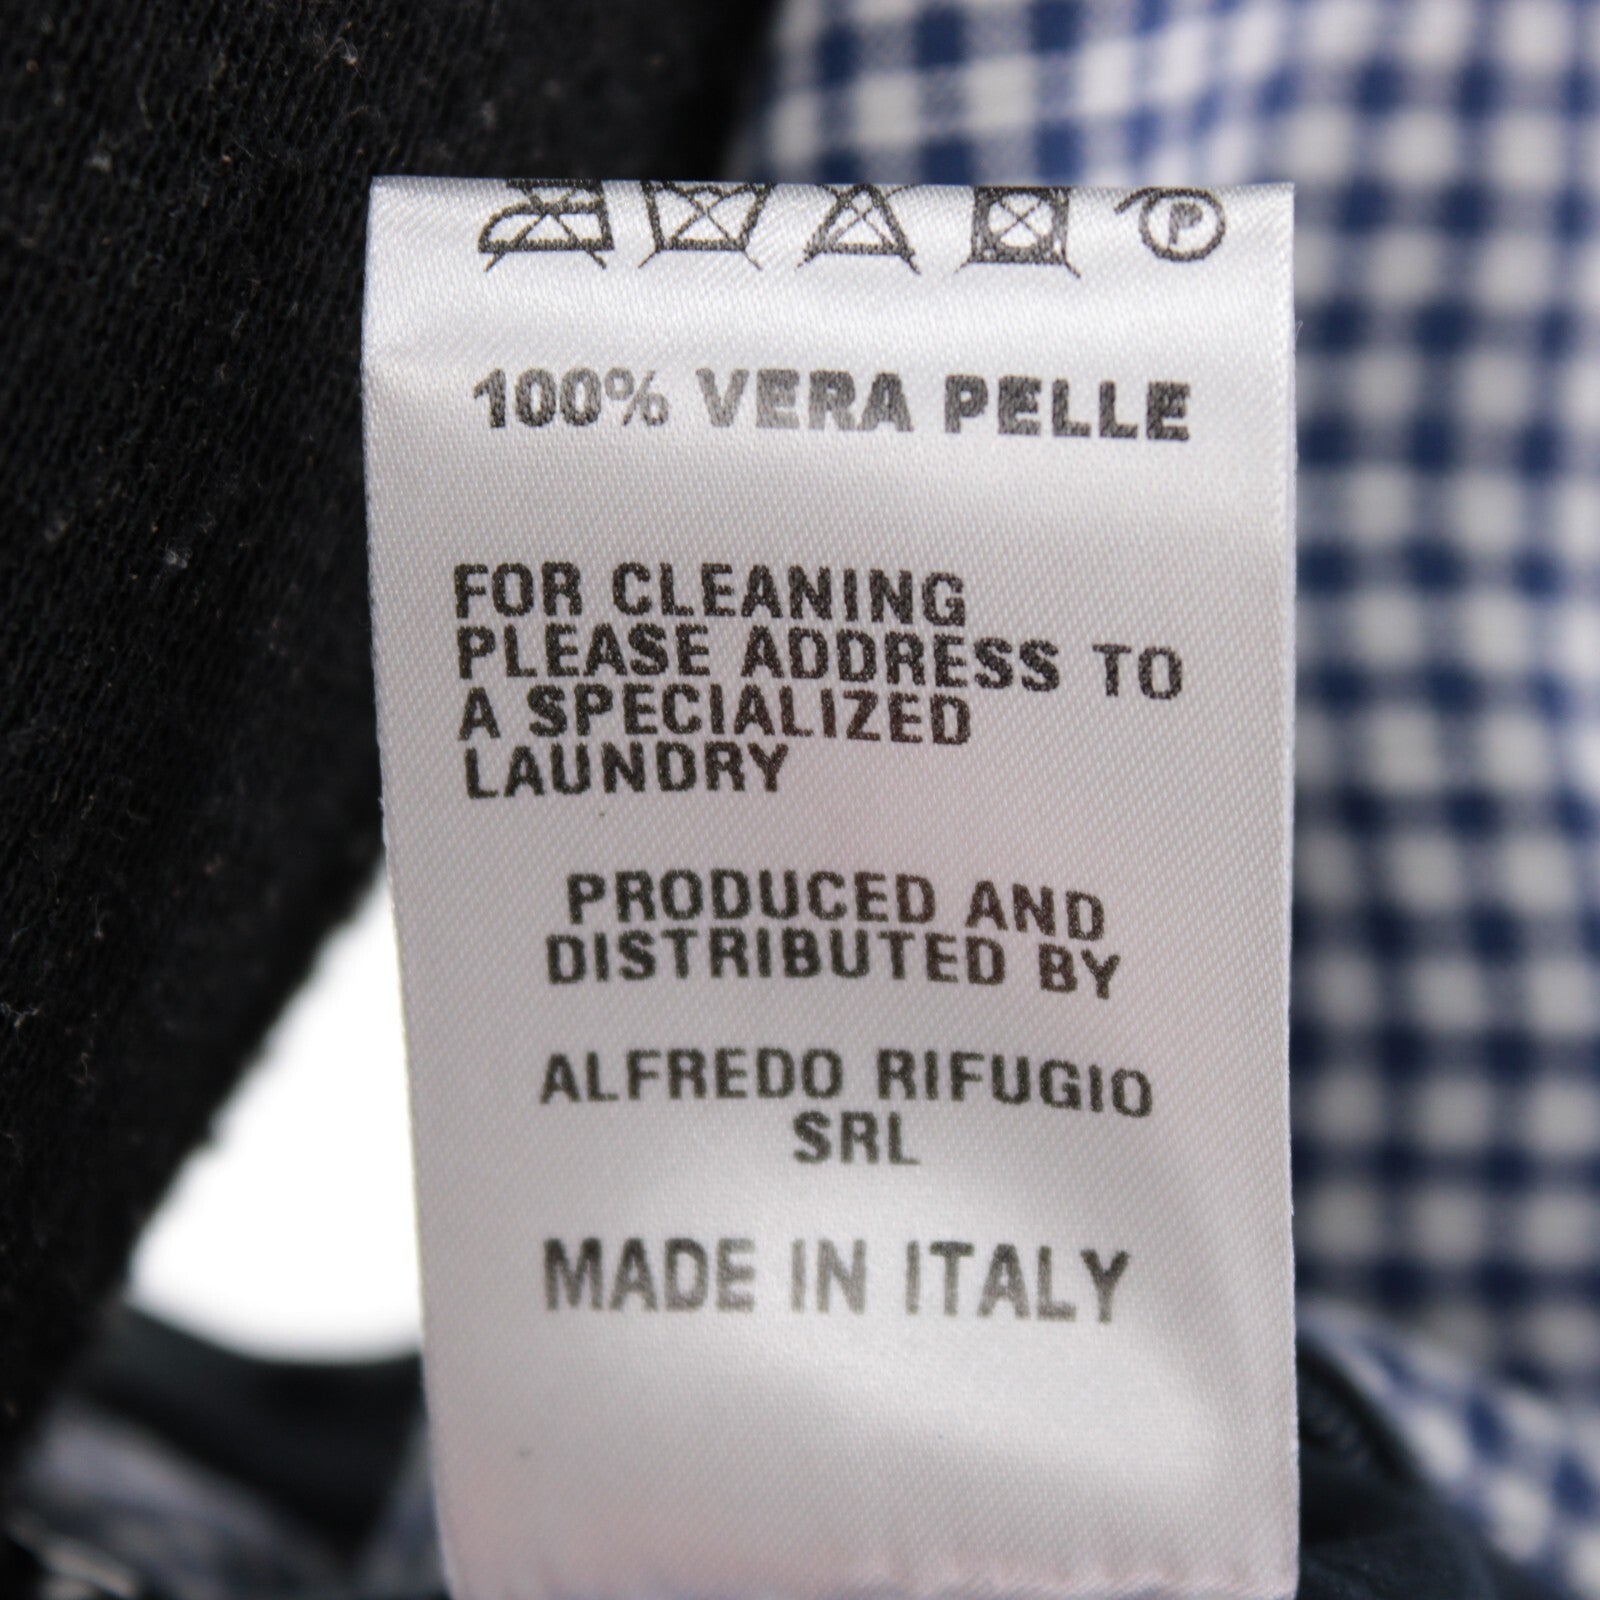 P
100% VERA PELLE
FOR CLEANING
PLEASE ADDRESS TO
A SPECIALIZED
LAUNDRY
PRODUCED AND
DISTRIBUTED BY
ALFREDO RIFUGIO
SRL
MADE IN ITALY